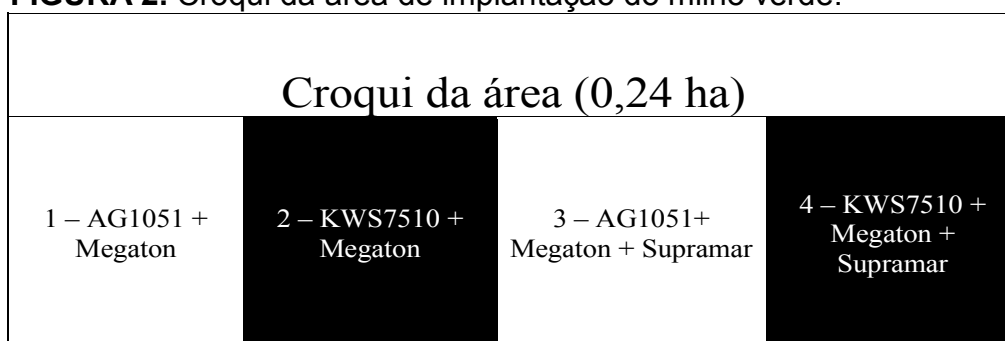 FIGURA 2. Croqui da área de implantação do milho verde.
Croqui da área (0,24 ha)
1 – AG1051 +
Megaton
2 – KWS7510 +
Megaton
3 – AG1051+
Megaton + Supramar
4 – KWS7510 +
Megaton +
Supramar